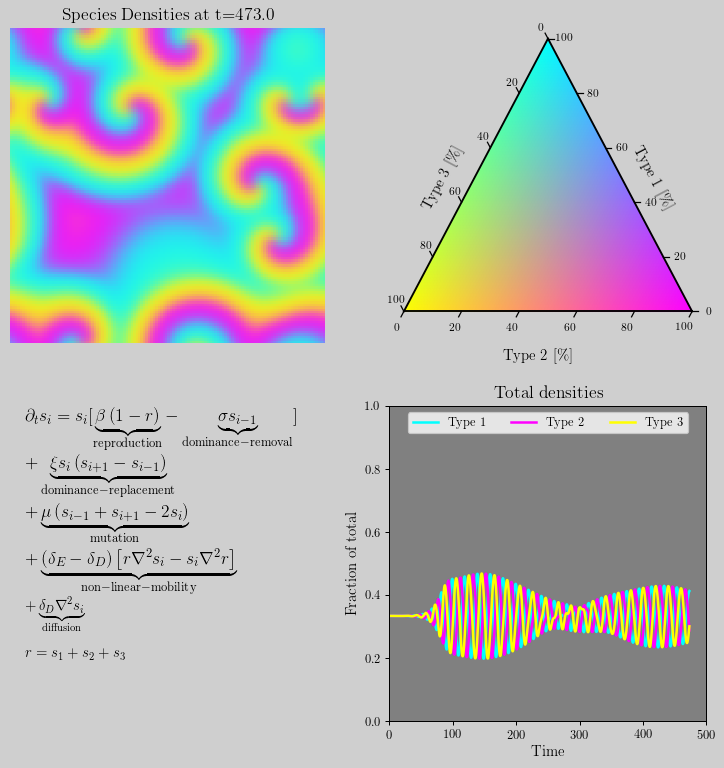 Species Densities at t=473.0
0
100
20
80
40
60
Type 3 [%]
Type 1 [%]
60
40
80
20
100
0
0 20 40 60 80 100
Type 2 [%]
∂ₜsᵢ = sᵢ[β (1 − r) − σsᵢ₋₁ ]
reproduction dominance−removal
+ ξsᵢ (sᵢ₊₁ − sᵢ₋₁)
dominance−replacement
+ μ (sᵢ₋₁ + sᵢ₊₁ − 2sᵢ)
mutation
+ (δ_E − δ_D) [r∇²sᵢ − sᵢ∇²r]
non−linear−mobility
+ δ_D∇²sᵢ
diffusion
r = s₁ + s₂ + s₃
Total densities
Type 1 Type 2 Type 3
1.0
0.8
0.6
0.4
0.2
0.0
Fraction of total
0 100 200 300 400 500
Time